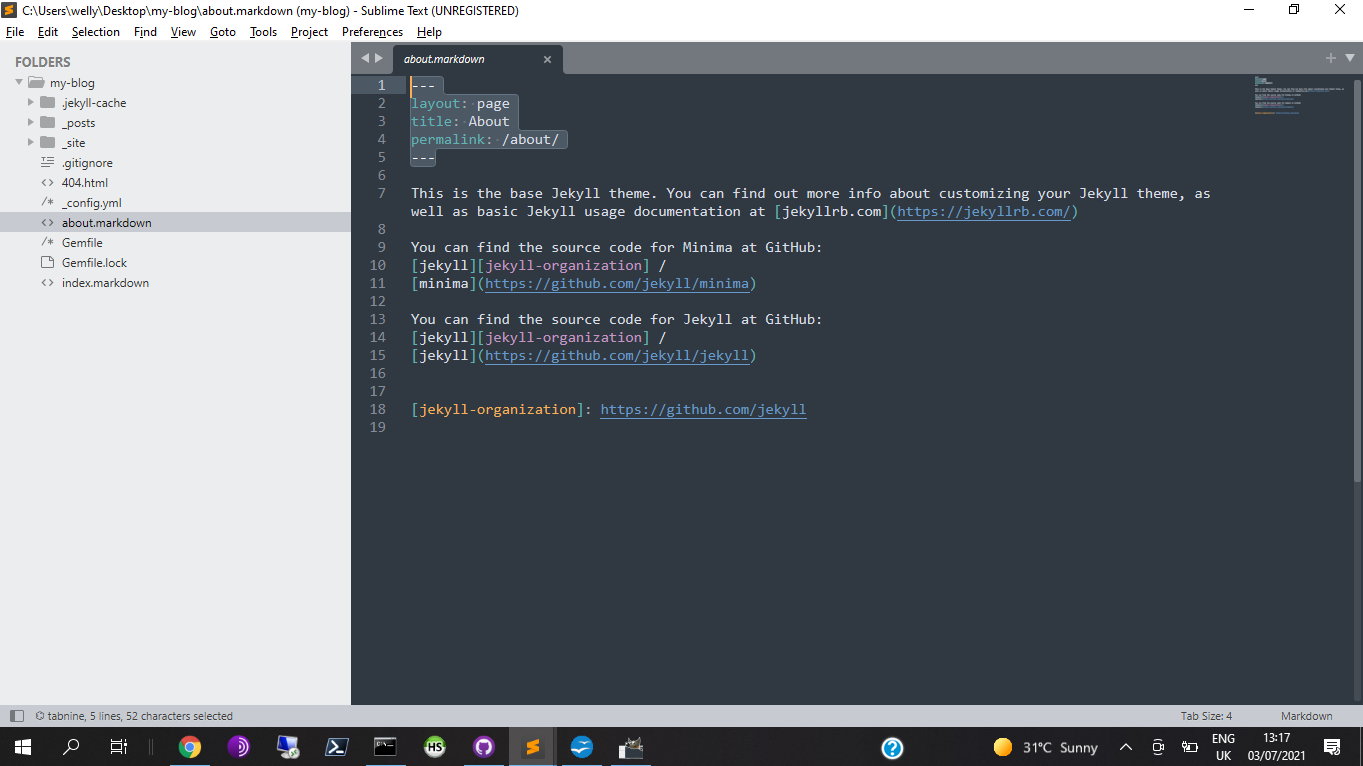 C:\Users\welly\Desktop\my-blog\about.markdown (my-blog) - Sublime Text (UNREGISTERED)
File Edit Selection Find View Goto Tools Project Preferences Help
FOLDERS
my-blog
.jekyll-cache
_posts
_site
.gitignore
404.html
_config.yml
about.markdown
Gemfile
Gemfile.lock
index.markdown
about.markdown
1 ---
2 layout: page
3 title: About
4 permalink: /about/
5 ---
6
7 This is the base Jekyll theme. You can find out more info about customizing your Jekyll theme, as
well as basic Jekyll usage documentation at [jekyllrb.com](https://jekyllrb.com/)
8
9 You can find the source code for Minima at GitHub:
10 [jekyll][jekyll-organization] /
11 [minima](https://github.com/jekyll/minima)
12
13 You can find the source code for Jekyll at GitHub:
14 [jekyll][jekyll-organization] /
15 [jekyll](https://github.com/jekyll/jekyll)
16
17
18 [jekyll-organization]: https://github.com/jekyll
19
tabnine, 5 lines, 52 characters selected
Tab Size: 4
Markdown
HS
31°C Sunny
ENG
UK
13:17
03/07/2021